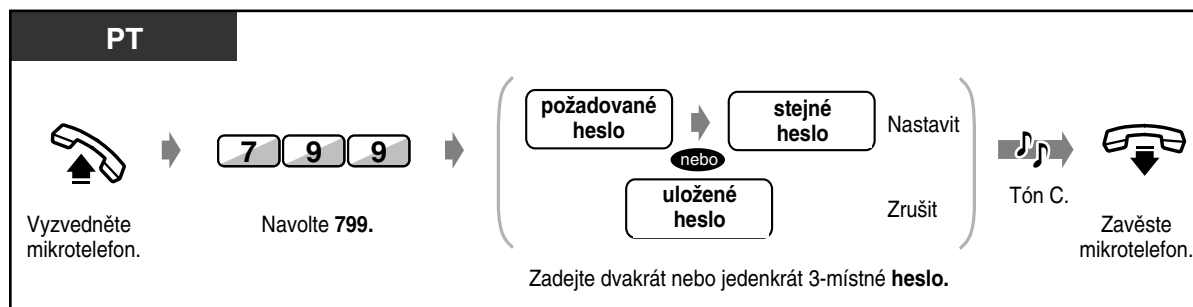 PT
Vyzvedněte
mikrotelefon.
7 9 9
Navolte 799.
požadované
heslo
stejné
heslo
Nastavit
nebo
uložené
heslo
Zrušit
Zadejte dvakrát nebo jedenkrát 3-místné heslo.
Tón C.
Zavěste
mikrotelefon.